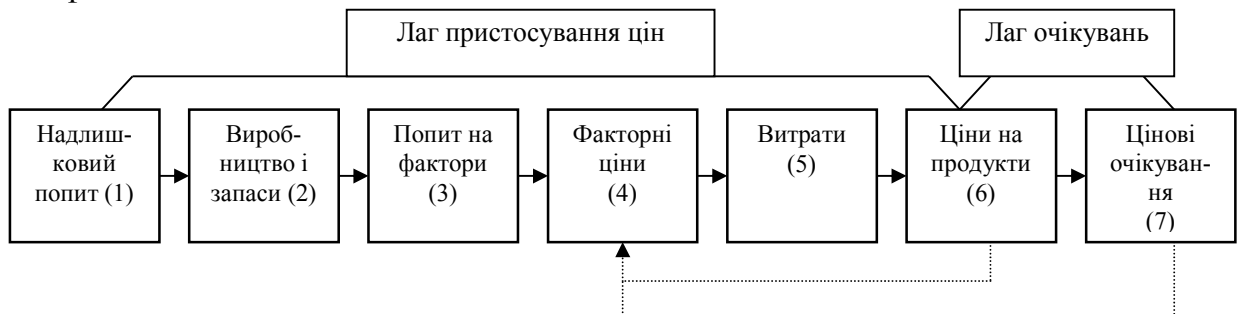 Лаг пристосування цін
Лаг очікувань
Надлиш-
ковий
попит (1)
Вироб-
ництво і
запаси (2)
Попит на
фактори
(3)
Факторні
ціни
(4)
Витрати
(5)
Ціни на
продукти
(6)
Цінові
очікуван-
ня
(7)